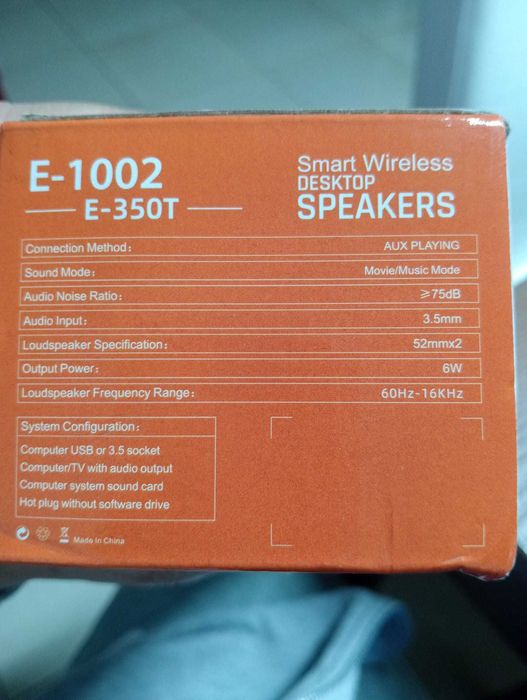 E-1002
E-350T
Smart Wireless
DESKTOP
SPEAKERS
Connection Method: AUX PLAYING
Sound Mode: Movie/Music Mode
Audio Noise Ratio: ≥75dB
Audio Input: 3.5mm
Loudspeaker Specification: 52mmx2
Output Power: 6W
Loudspeaker Frequency Range: 60Hz-16KHz
System Configuration:
Computer USB or 3.5 socket
Computer/TV with audio output
Computer system sound card
Hot plug without software drive
Made in China